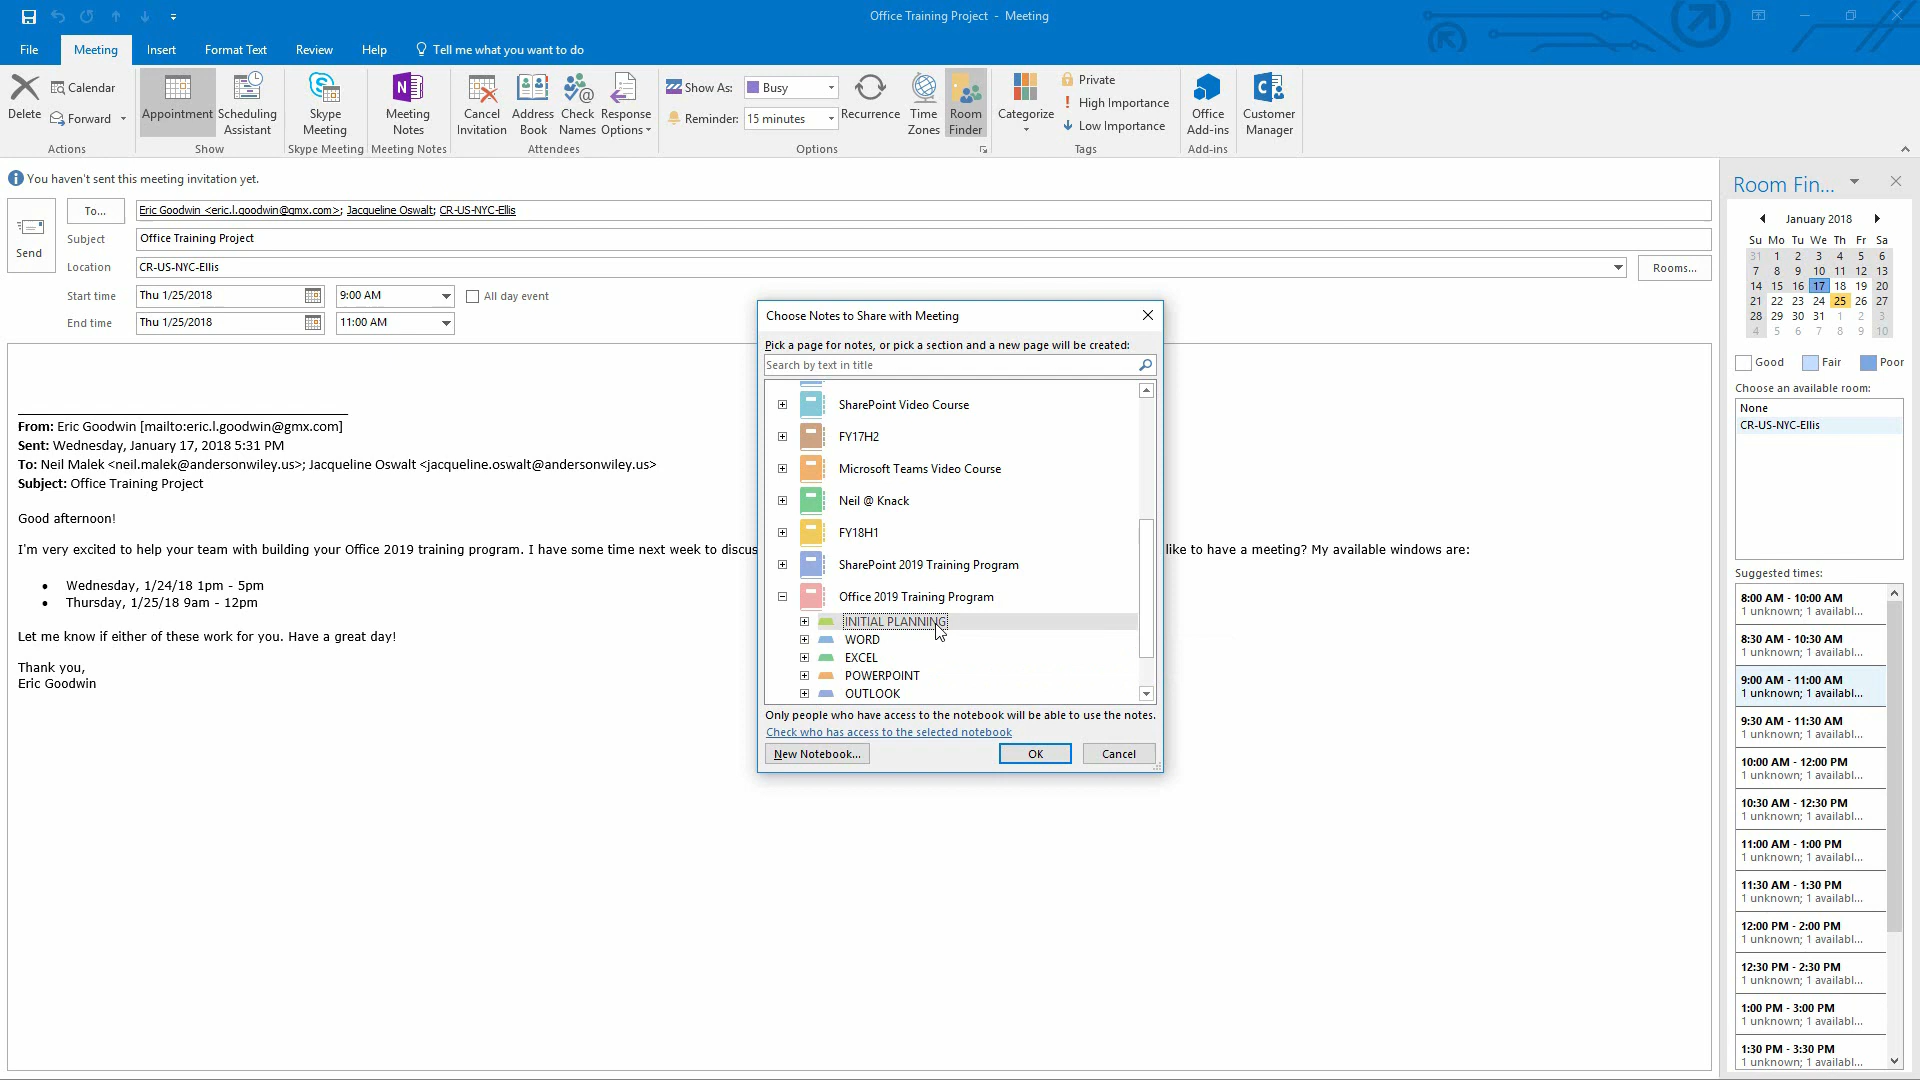 Office Training Project - Meeting
File Meeting Insert Format Text Review Help Tell me what you want to do
Delete
Calendar
Forward
Actions
Appointment
Scheduling
Assistant
Show
Skype
Meeting
Skype Meeting
Meeting
Notes
Meeting Notes
Cancel
Invitation
Address
Book
Check
Names
Response
Options
Attendees
Show As: Busy
Reminder: 15 minutes
Recurrence
Time
Zones
Room
Finder
Options
Categorize
Private
High Importance
Low Importance
Tags
Office
Add-ins
Add-ins
Customer
Manager
You haven't sent this meeting invitation yet.
Send
To... Eric Goodwin <eric.l.goodwin@gmx.com>; Jacqueline Oswalt; CR-US-NYC-Ellis
Subject Office Training Project
Location CR-US-NYC-Ellis Rooms...
Start time Thu 1/25/2018 9:00 AM All day event
End time Thu 1/25/2018 11:00 AM
From: Eric Goodwin [mailto:eric.l.goodwin@gmx.com]
Sent: Wednesday, January 17, 2018 5:31 PM
To: Neil Malek <neil.malek@andersonwiley.us>; Jacqueline Oswalt <jacqueline.oswalt@andersonwiley.us>
Subject: Office Training Project
Good afternoon!
I'm very excited to help your team with building your Office 2019 training program. I have some time next week to discus like to have a meeting? My available windows are:
• Wednesday, 1/24/18 1pm - 5pm
• Thursday, 1/25/18 9am - 12pm
Let me know if either of these work for you. Have a great day!
Thank you,
Eric Goodwin
Choose Notes to Share with Meeting
Pick a page for notes, or pick a section and a new page will be created:
Search by text in title
SharePoint Video Course
FY17H2
Microsoft Teams Video Course
Neil @ Knack
FY18H1
SharePoint 2019 Training Program
Office 2019 Training Program
INITIAL PLANNING
WORD
EXCEL
POWERPOINT
OUTLOOK
Only people who have access to the notebook will be able to use the notes.
Check who has access to the selected notebook
New Notebook... OK Cancel
Room Fin...
January 2018
Su Mo Tu We Th Fr Sa
31 1 2 3 4 5 6
7 8 9 10 11 12 13
14 15 16 17 18 19 20
21 22 23 24 25 26 27
28 29 30 31 1 2 3
4 5 6 7 8 9 10
Good Fair Poor
Choose an available room:
None
CR-US-NYC-Ellis
Suggested times:
8:00 AM - 10:00 AM
1 unknown; 1 availabl...
8:30 AM - 10:30 AM
1 unknown; 1 availabl...
9:00 AM - 11:00 AM
1 unknown; 1 availabl...
9:30 AM - 11:30 AM
1 unknown; 1 availabl...
10:00 AM - 12:00 PM
1 unknown; 1 availabl...
10:30 AM - 12:30 PM
1 unknown; 1 availabl...
11:00 AM - 1:00 PM
1 unknown; 1 availabl...
11:30 AM - 1:30 PM
1 unknown; 1 availabl...
12:00 PM - 2:00 PM
1 unknown; 1 availabl...
12:30 PM - 2:30 PM
1 unknown; 1 availabl...
1:00 PM - 3:00 PM
1 unknown; 1 availabl...
1:30 PM - 3:30 PM
1 unknown; 1 availabl...